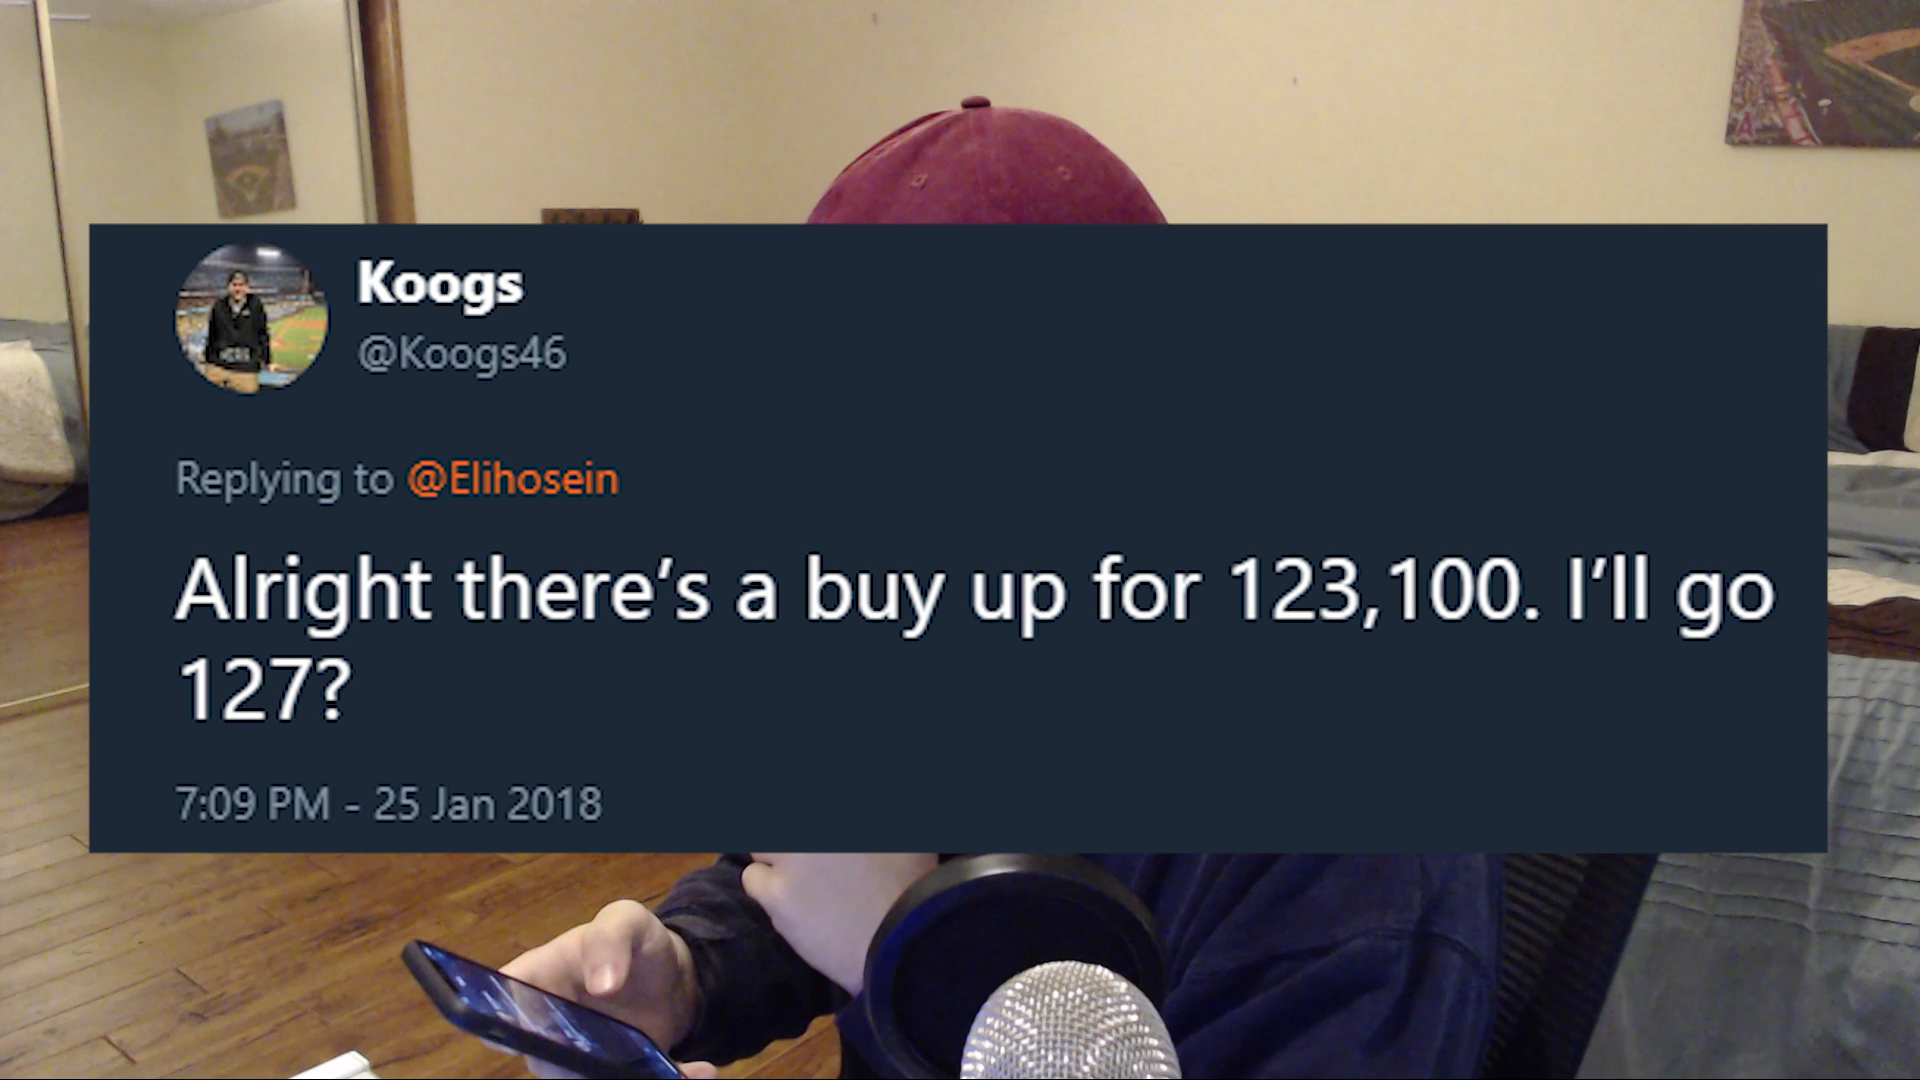 Koogs
@Koogs46
Replying to @Elihosein
Alright there’s a buy up for 123,100. I’ll go
127?
7:09 PM - 25 Jan 2018